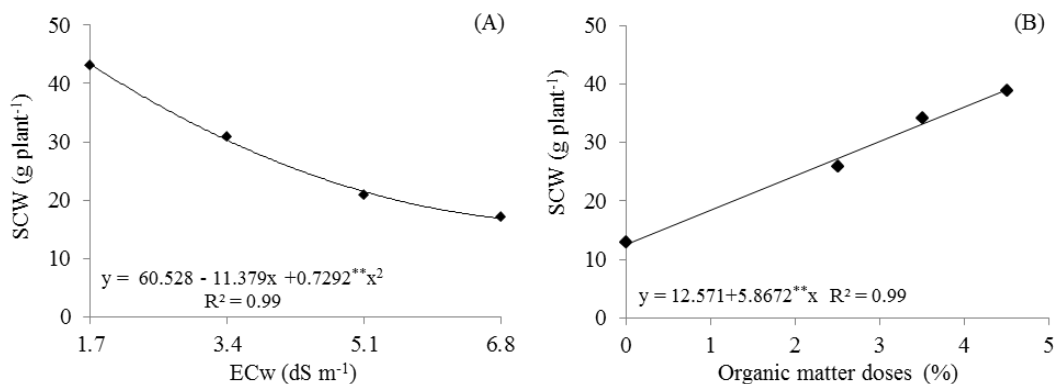 (A)
SCW (g plant⁻¹)
50
40
30
20
10
0
y = 60.528 - 11.379x +0.7292**x²
R² = 0.99
1.7 3.4 5.1 6.8
ECw (dS m⁻¹)
(B)
SCW (g plant⁻¹)
50
40
30
20
10
0
y = 12.571+5.8672**x R² = 0.99
0 1 2 3 4 5
Organic matter doses (%)